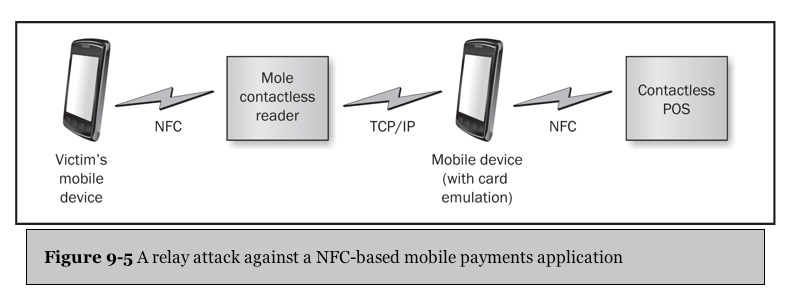 Mole
contactless
reader
Contactless
POS
NFC
TCP/IP
NFC
Victim's
mobile
device
Mobile device
(with card
emulation)
Figure 9-5 A relay attack against a NFC-based mobile payments application